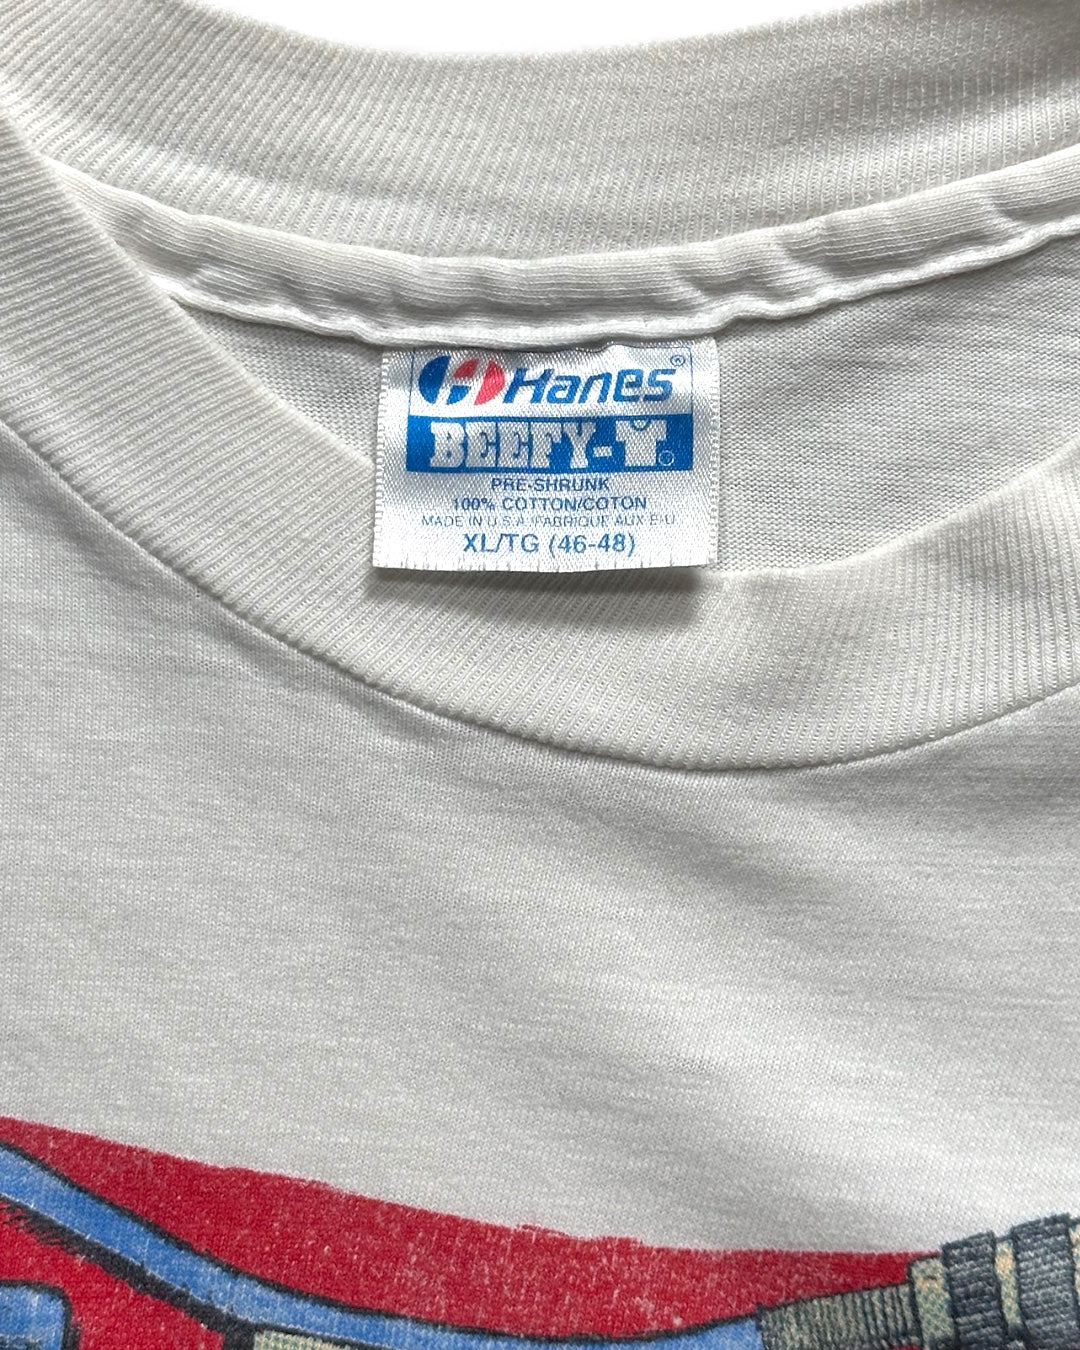 Hanes®
BEEFY-T®
PRE-SHRUNK
100% COTTON/COTON
MADE IN U.S.A./FABRIQUE AUX E.-U.
XL/TG (46-48)